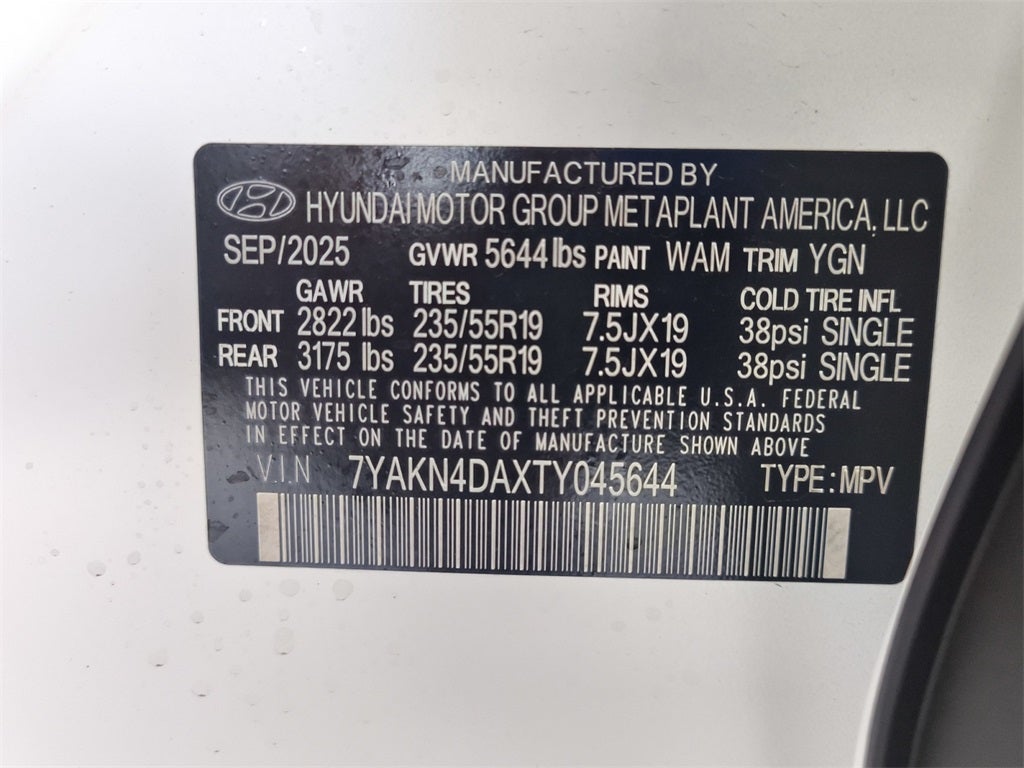 MANUFACTURED BY
HYUNDAI MOTOR GROUP METAPLANT AMERICA, LLC
SEP/2025 GVWR 5644 lbs PAINT WAM TRIM YGN
GAWR TIRES RIMS COLD TIRE INFL
FRONT 2822 lbs 235/55R19 7.5JX19 38psi SINGLE
REAR 3175 lbs 235/55R19 7.5JX19 38psi SINGLE
THIS VEHICLE CONFORMS TO ALL APPLICABLE U.S.A. FEDERAL
MOTOR VEHICLE SAFETY AND THEFT PREVENTION STANDARDS
IN EFFECT ON THE DATE OF MANUFACTURE SHOWN ABOVE
V.I.N 7YAKN4DAXTY045644 TYPE: MPV